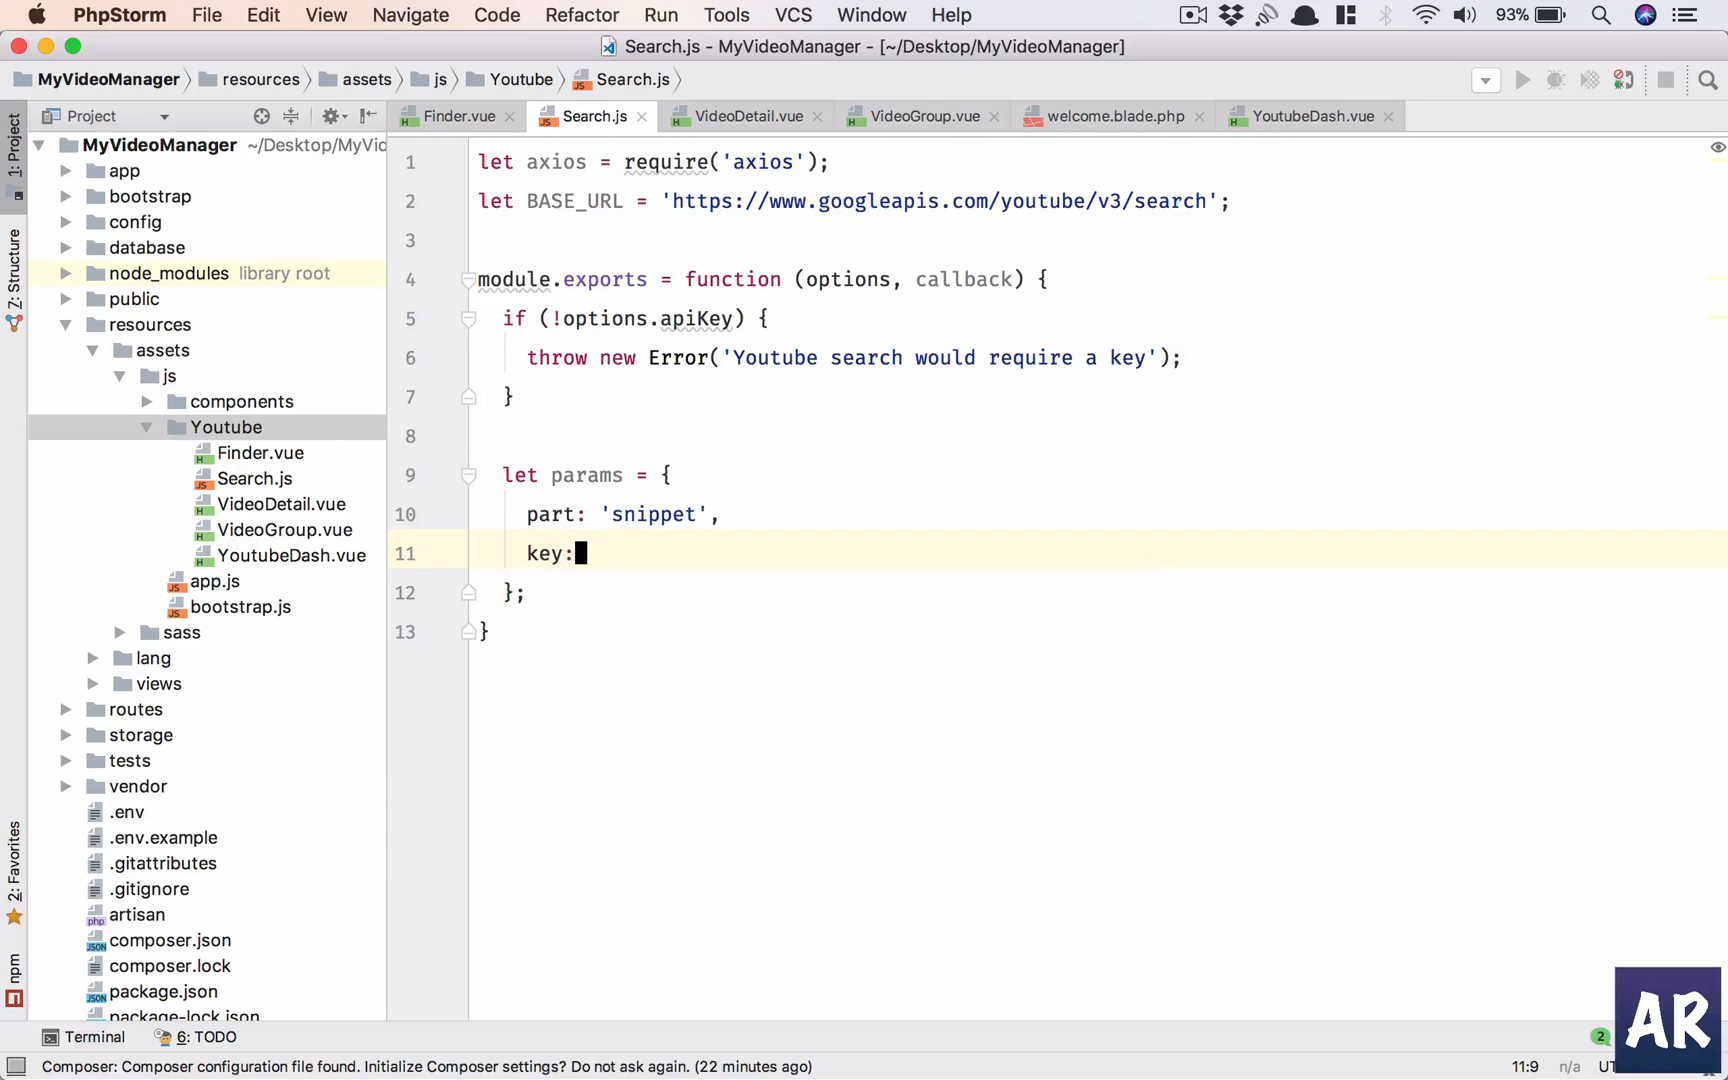 PhpStorm File Edit View Navigate Code Refactor Run Tools VCS Window Help 93%
Search.js - MyVideoManager - [~/Desktop/MyVideoManager]
MyVideoManager resources assets js Youtube Search.js
Project Finder.vue Search.js VideoDetail.vue VideoGroup.vue welcome.blade.php YoutubeDash.vue
1: Project
7: Structure
2: Favorites
npm
MyVideoManager ~/Desktop/MyVid
app
bootstrap
config
database
node_modules library root
public
resources
assets
js
components
Youtube
Finder.vue
Search.js
VideoDetail.vue
VideoGroup.vue
YoutubeDash.vue
app.js
bootstrap.js
sass
lang
views
routes
storage
tests
vendor
.env
.env.example
.gitattributes
.gitignore
artisan
composer.json
composer.lock
package.json
package-lock.json
1 let axios = require('axios');
2 let BASE_URL = 'https://www.googleapis.com/youtube/v3/search';
3
4 module.exports = function (options, callback) {
5 if (!options.apiKey) {
6 throw new Error('Youtube search would require a key');
7 }
8
9 let params = {
10 part: 'snippet',
11 key:
12 };
13 }
Terminal 6: TODO 2
AR
Composer: Composer configuration file found. Initialize Composer settings? Do not ask again. (22 minutes ago) 11:9 n/a